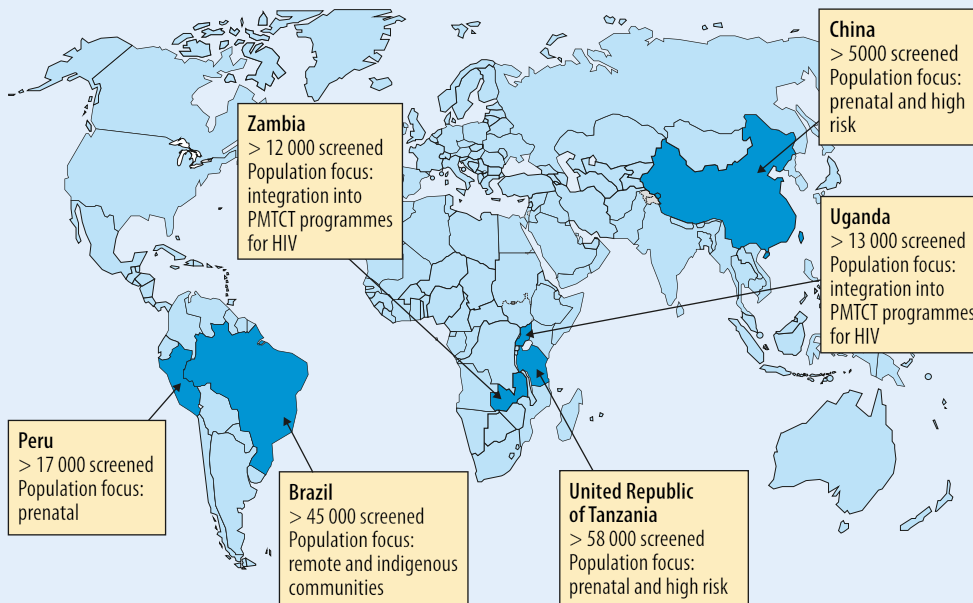 China
> 5000 screened
Population focus:
prenatal and high
risk
Zambia
> 12 000 screened
Population focus:
integration into
PMTCT programmes
for HIV
Uganda
> 13 000 screened
Population focus:
integration into
PMTCT programmes
for HIV
Peru
> 17 000 screened
Population focus:
prenatal
Brazil
> 45 000 screened
Population focus:
remote and indigenous
communities
United Republic
of Tanzania
> 58 000 screened
Population focus:
prenatal and high risk